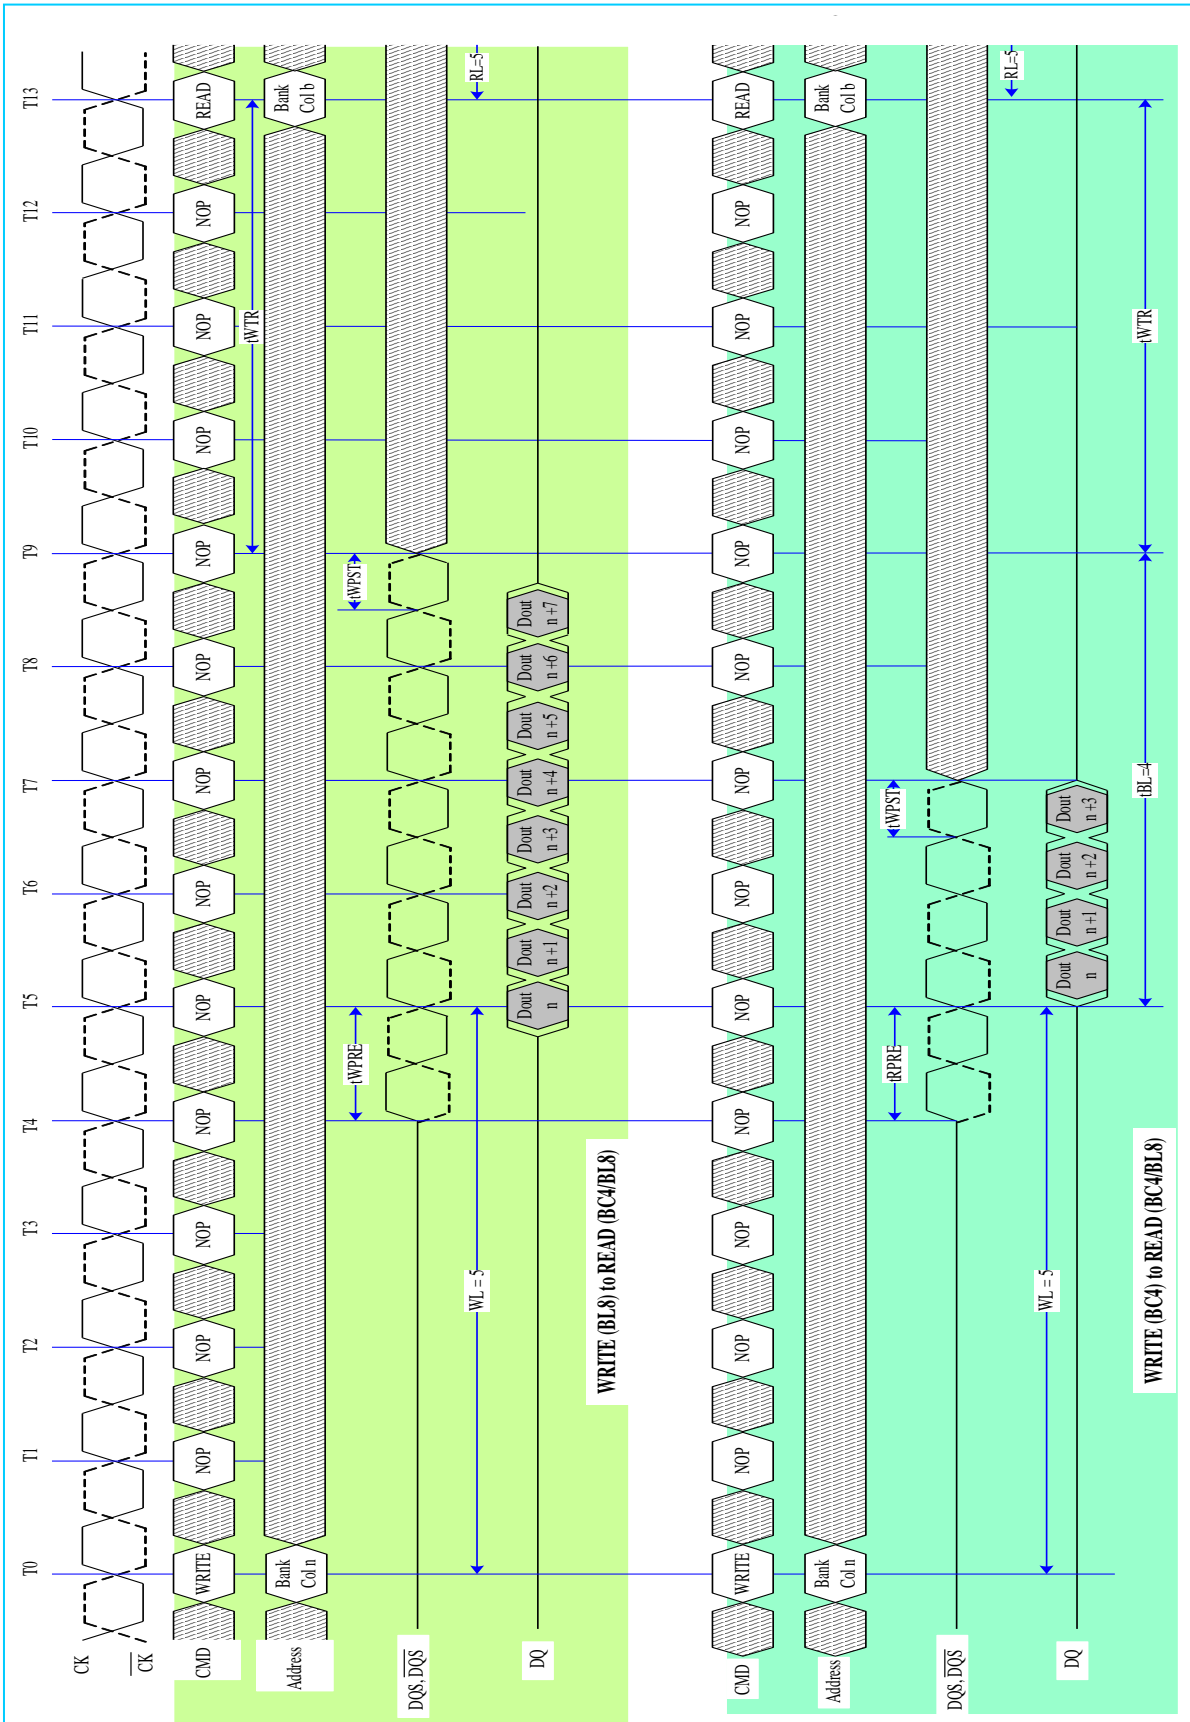 T0 T1 T2 T3 T4 T5 T6 T7 T8 T9 T10 T11 T12 T13
CK
CK
CMD WRITE NOP NOP NOP NOP NOP NOP NOP NOP NOP NOP NOP NOP READ
tWTR
Address
Bank
Col n
Bank
Col b
tWPRE
tWPST
DQS, DQS
WL = 5
RL=5
DQ
Dout
n
Dout
n+1
Dout
n+2
Dout
n+3
Dout
n+4
Dout
n+5
Dout
n+6
Dout
n+7
WRITE (BL8) to READ (BC4/BL8)
CMD WRITE NOP NOP NOP NOP NOP NOP NOP NOP NOP NOP NOP NOP READ
Address
Bank
Col n
Bank
Col b
tRPRE
tWPST
DQS, DQS
RL=5
WL = 5
DQ
Dout
n
Dout
n+1
Dout
n+2
Dout
n+3
tBL=4
tWTR
WRITE (BC4) to READ (BC4/BL8)